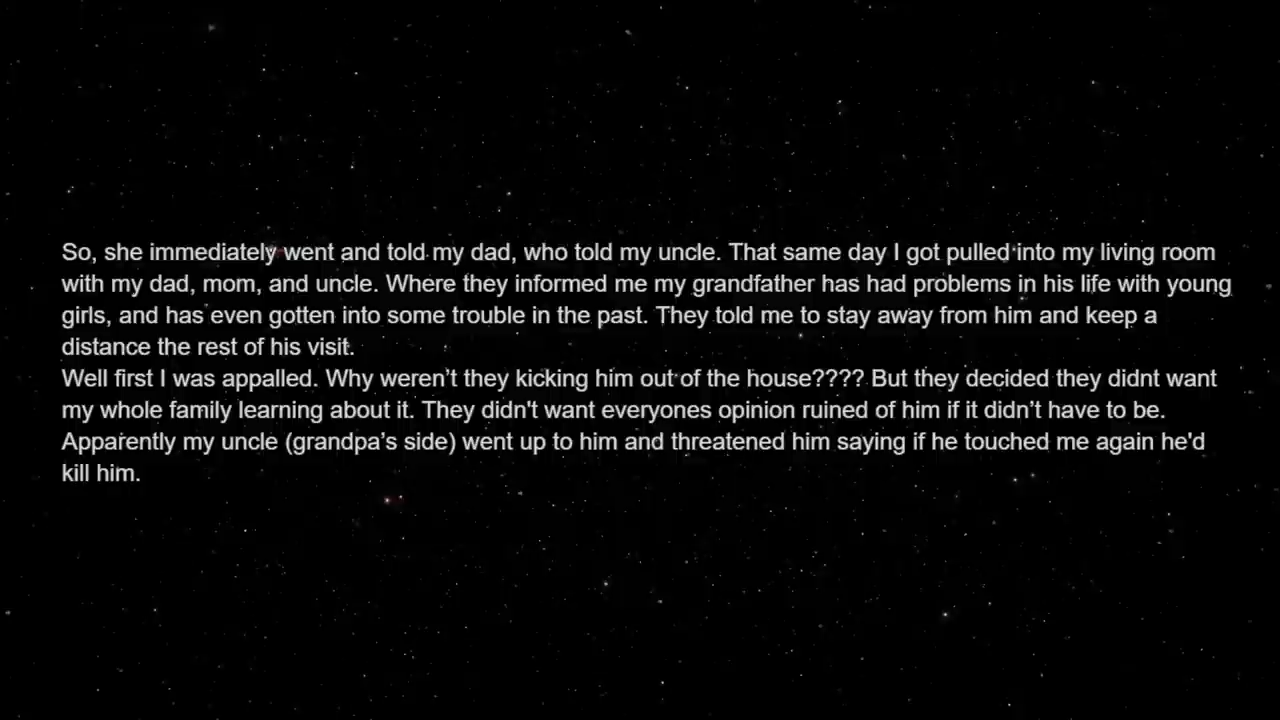 So, she immediately went and told my dad, who told my uncle. That same day I got pulled into my living room
with my dad, mom, and uncle. Where they informed me my grandfather has had problems in his life with young
girls, and has even gotten into some trouble in the past. They told me to stay away from him and keep a
distance the rest of his visit.
Well first I was appalled. Why weren’t they kicking him out of the house???? But they decided they didnt want
my whole family learning about it. They didn't want everyones opinion ruined of him if it didn’t have to be.
Apparently my uncle (grandpa’s side) went up to him and threatened him saying if he touched me again he'd
kill him.